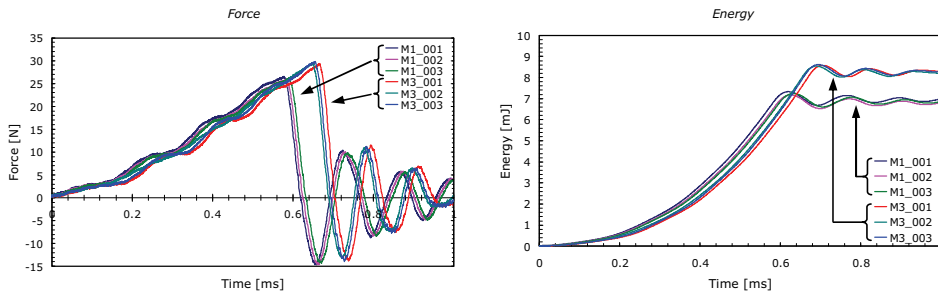 Force
35
30
25
20
15
10
5
0
-5
-10
-15
Force [N]
0
0.2
0.4
0.6
0.8
1
Time [ms]
M1_001
M1_002
M1_003
M3_001
M3_002
M3_003
Energy
10
9
8
7
6
5
4
3
2
1
0
Energy [mJ]
0
0.2
0.4
0.6
0.8
Time [ms]
M1_001
M1_002
M1_003
M3_001
M3_002
M3_003